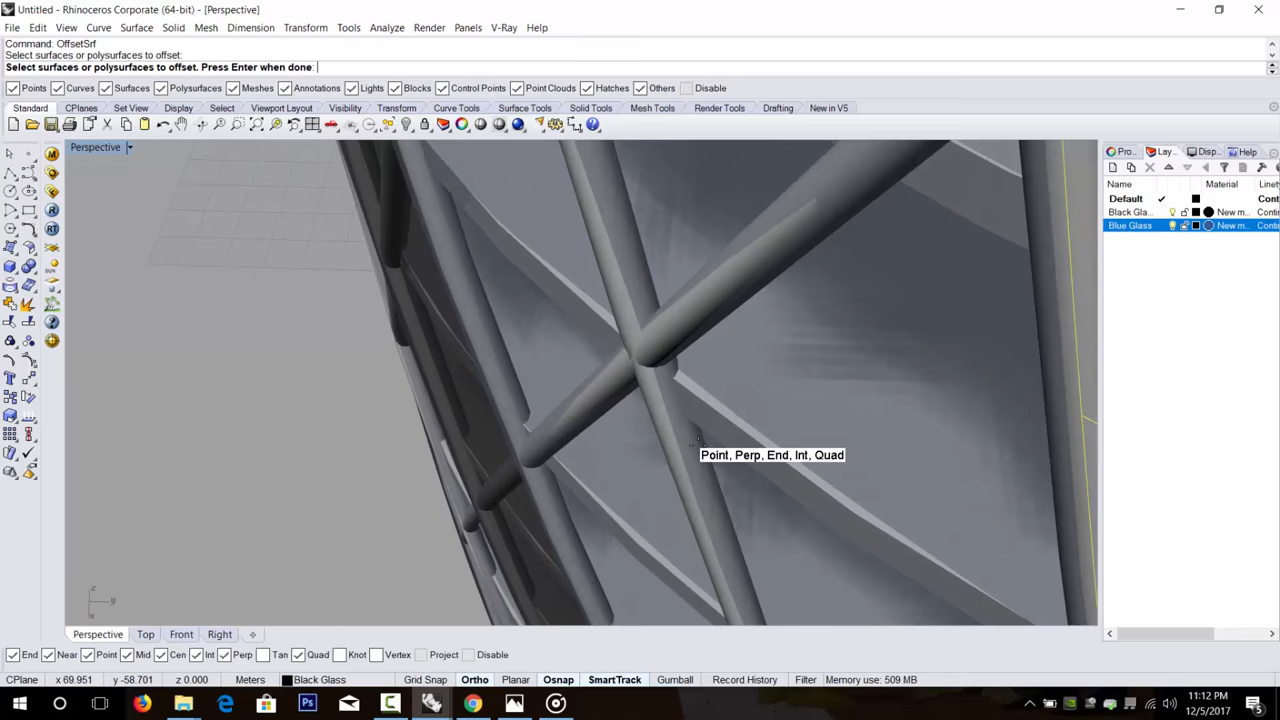 Untitled - Rhinoceros Corporate (64-bit) - [Perspective]
File Edit View Curve Surface Solid Mesh Dimension Transform Tools Analyze Render Panels V-Ray Help
Command: OffsetSrf
Select surfaces or polysurfaces to offset:
Select surfaces or polysurfaces to offset. Press Enter when done:
Points Curves Surfaces Polysurfaces Meshes Annotations Lights Blocks Control Points Point Clouds Hatches Others Disable
Standard CPlanes Set View Display Select Viewport Layout Visibility Transform Curve Tools Surface Tools Solid Tools Mesh Tools Render Tools Drafting New in V5
Perspective
Pro... Lay... Disp... Help
Name Material Linety
Default Conti
Black Gla... New m... Conti
Blue Glass New m... Conti
Point, Perp, End, Int, Quad
z
y
x
Perspective Top Front Right
End Near Point Mid Cen Int Perp Tan Quad Knot Vertex Project Disable
CPlane x 69.951 y -58.701 z 0.000 Meters Black Glass Grid Snap Ortho Planar Osnap SmartTrack Gumball Record History Filter Memory use: 509 MB
11:12 PM
12/5/2017